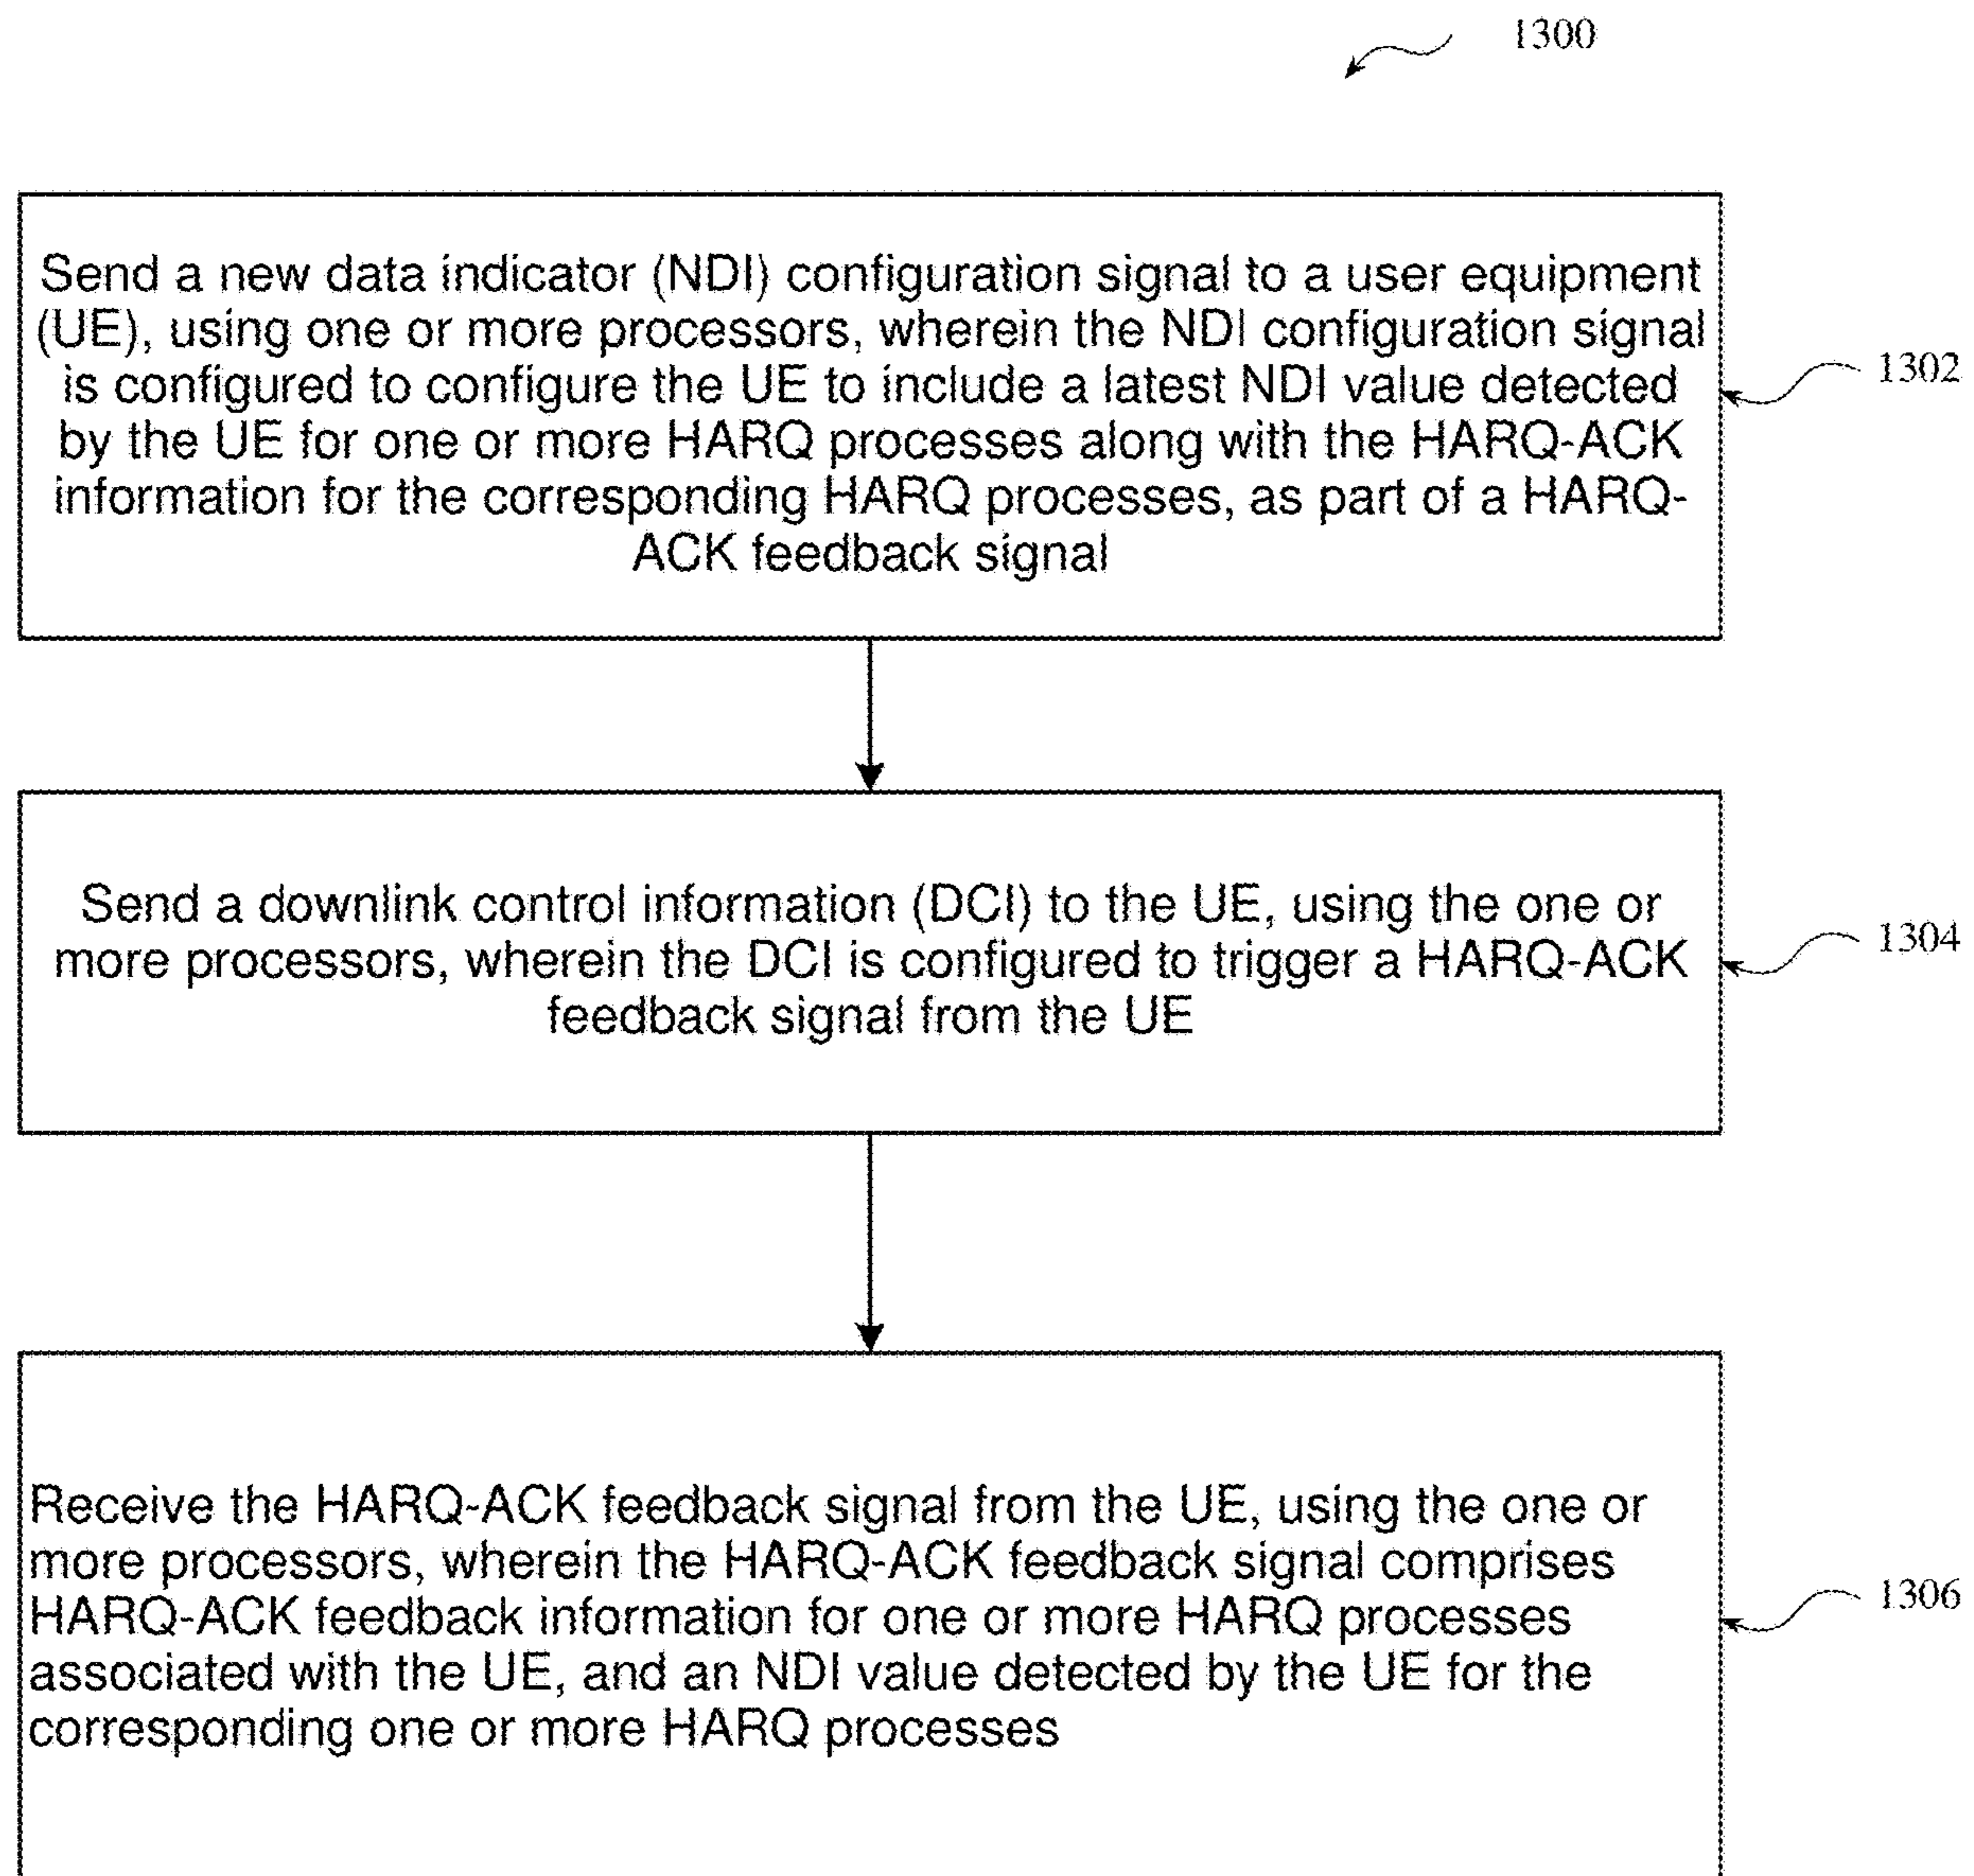 1300
Send a new data indicator (NDI) configuration signal to a user equipment
(UE), using one or more processors, wherein the NDI configuration signal
is configured to configure the UE to include a latest NDI value detected
by the UE for one or more HARQ processes along with the HARQ-ACK
information for the corresponding HARQ processes, as part of a HARQ-
ACK feedback signal
1302
Send a downlink control information (DCI) to the UE, using the one or
more processors, wherein the DCI is configured to trigger a HARQ-ACK
feedback signal from the UE
1304
Receive the HARQ-ACK feedback signal from the UE, using the one or
more processors, wherein the HARQ-ACK feedback signal comprises
HARQ-ACK feedback information for one or more HARQ processes
associated with the UE, and an NDI value detected by the UE for the
corresponding one or more HARQ processes
1306